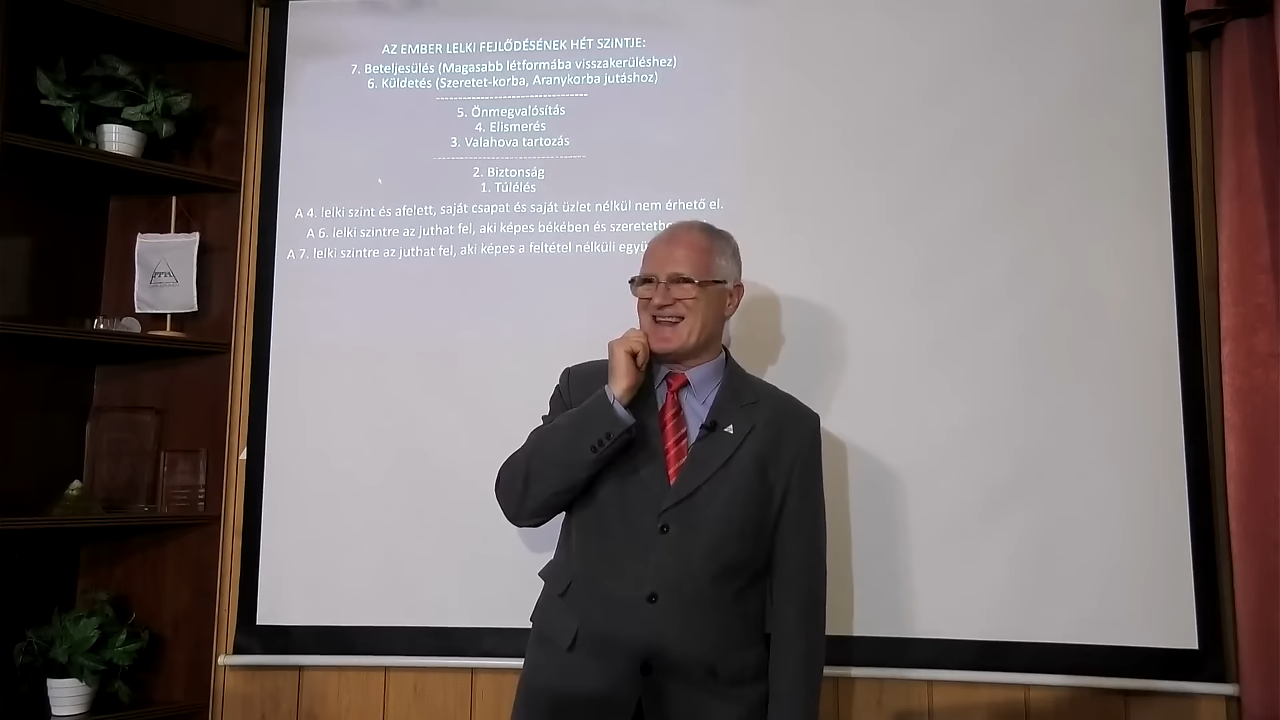 AZ EMBER LELKI FEJLŐDÉSÉNEK HÉT SZINTJE:
7. Beteljesülés (Magasabb létformába visszakerüléshez)
6. Küldetés (Szeretet-korba, Aranykorba jutáshoz)
--------------------------------
5. Önmegvalósítás
4. Elismerés
3. Valahova tartozás
--------------------------------
2. Biztonság
1. Túlélés
A 4. lelki szint és afelett, saját csapat és saját üzlet nélkül nem érhető el.
A 6. lelki szintre az juthat fel, aki képes békében és
A 7. lelki szintre az juthat fel, aki képes a feltétel nélküli